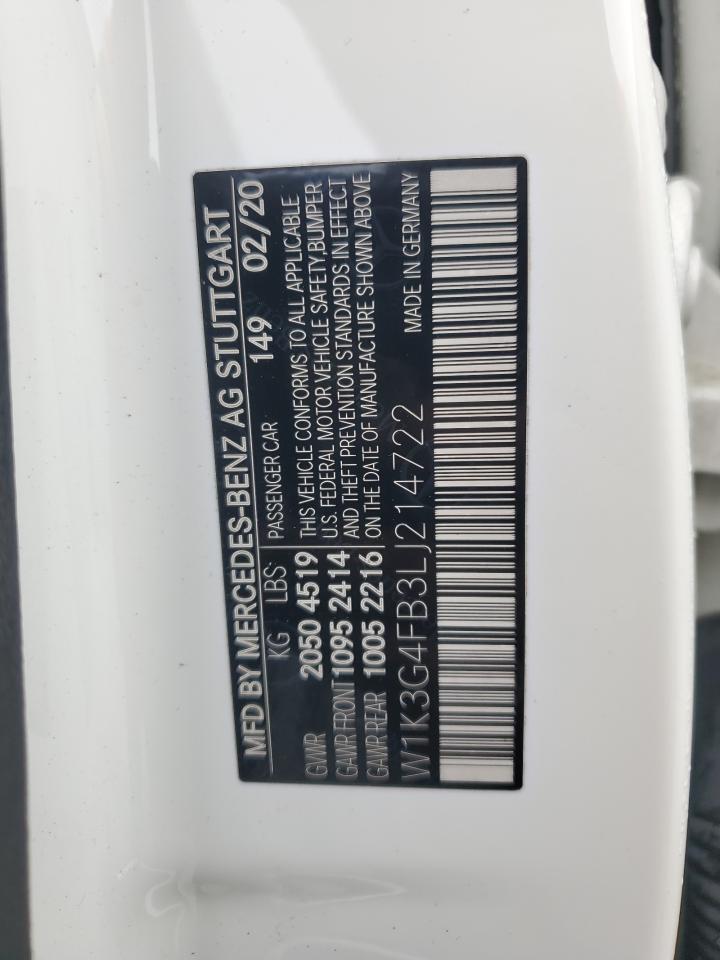 MFD BY MERCEDES-BENZ AG STUTTGART
KG LBS PASSENGER CAR 149 02/20
GVWR 2050 4519 THIS VEHICLE CONFORMS TO ALL APPLICABLE
U.S. FEDERAL MOTOR VEHICLE SAFETY,BUMPER
GAWR FRONT 1095 2414 AND THEFT PREVENTION STANDARDS IN EFFECT
GAWR REAR 1005 2216 ON THE DATE OF MANUFACTURE SHOWN ABOVE
W1K3G4FB3LJ214722 MADE IN GERMANY